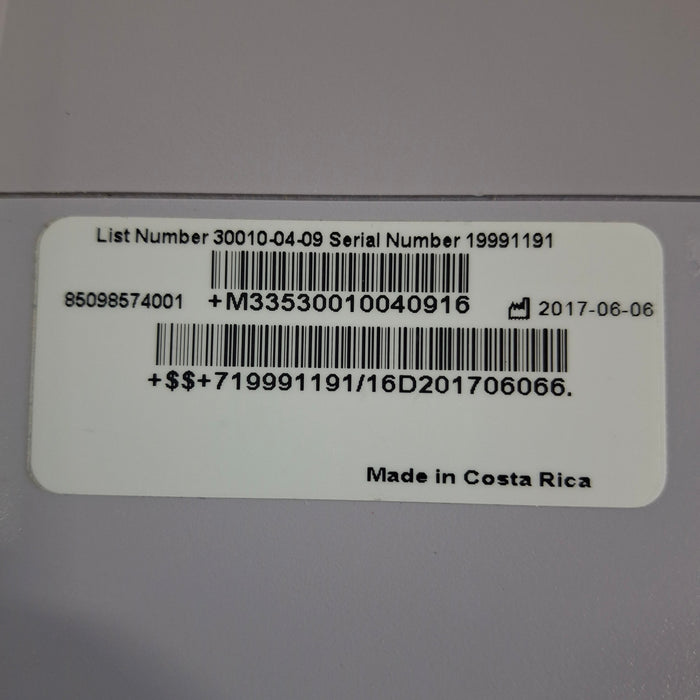 List Number 30010-04-09 Serial Number 19991191
85098574001 +M33530010040916 2017-06-06
+$$+719991191/16D201706066.
Made in Costa Rica